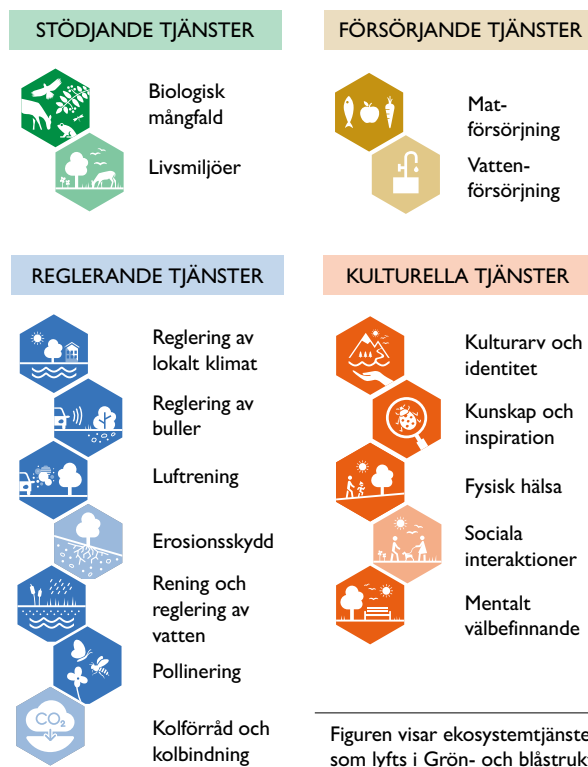 STÖDJANDE TJÄNSTER
Biologisk
mångfald
Livsmiljöer
FÖRSÖRJANDE TJÄNSTER
Mat-
försörjning
Vatten-
försörjning
REGLERANDE TJÄNSTER
Reglering av
lokalt klimat
Reglering av
buller
Luftrening
Erosionsskydd
Rening och
reglering av
vatten
Pollinering
CO₂
Kolförråd och
kolbindning
KULTURELLA TJÄNSTER
Kulturarv och
identitet
Kunskap och
inspiration
Fysisk hälsa
Sociala
interaktioner
Mentalt
välbefinnande
Figuren visar ekosystemtjänste
som lyfts i Grön- och blåstruk-